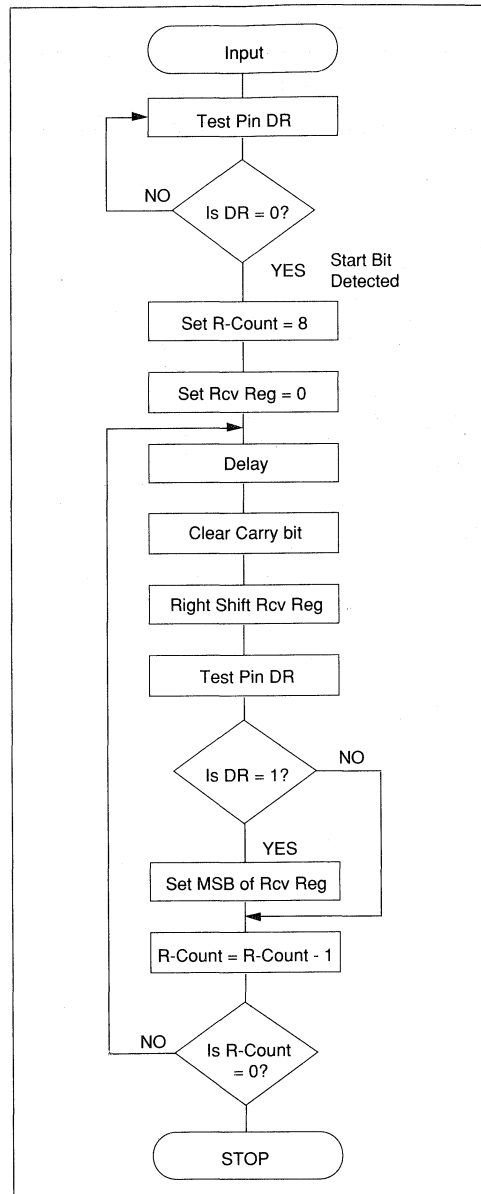 Input
Test Pin DR
NO
Is DR = 0?
YES
Start Bit
Detected
Set R-Count = 8
Set Rcv Reg = 0
Delay
Clear Carry bit
Right Shift Rcv Reg
Test Pin DR
Is DR = 1?
NO
YES
Set MSB of Rcv Reg
R-Count = R-Count - 1
NO
Is R-Count
= 0?
STOP